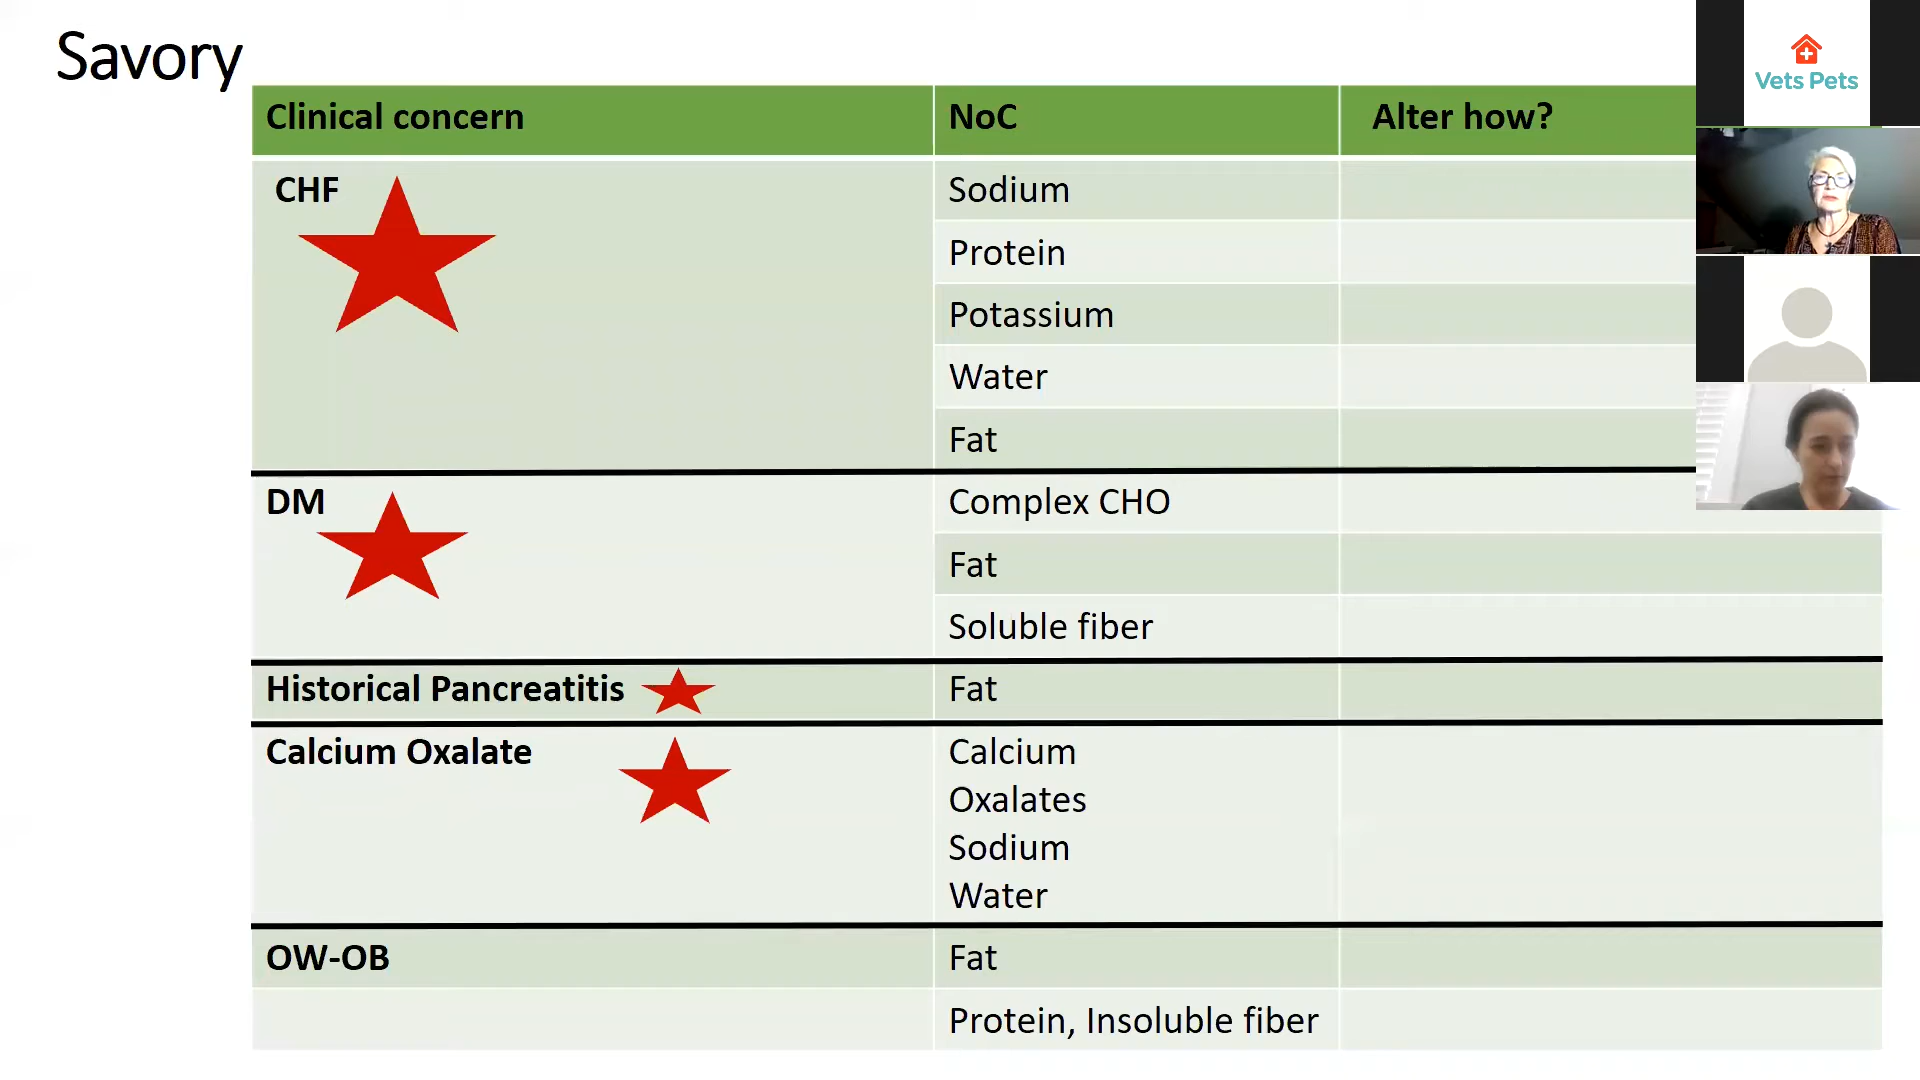 Savory
Clinical concern NoC Alter how?
CHF Sodium
Protein
Potassium
Water
Fat
DM Complex CHO
Fat
Soluble fiber
Historical Pancreatitis Fat
Calcium Oxalate Calcium
Oxalates
Sodium
Water
OW-OB Fat
Protein, Insoluble fiber
Vets Pets